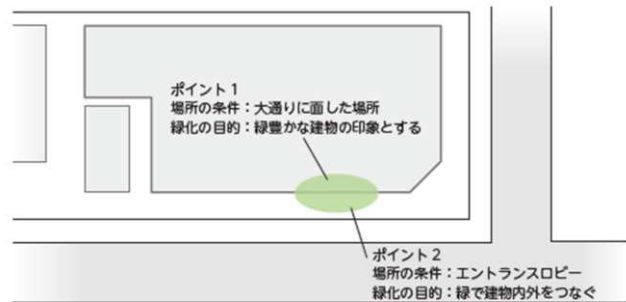 ポイント1
場所の条件：大通りに面した場所
緑化の目的：緑豊かな建物の印象とする
ポイント2
場所の条件：エントランスロビー
緑化の目的：緑で建物内外をつなぐ